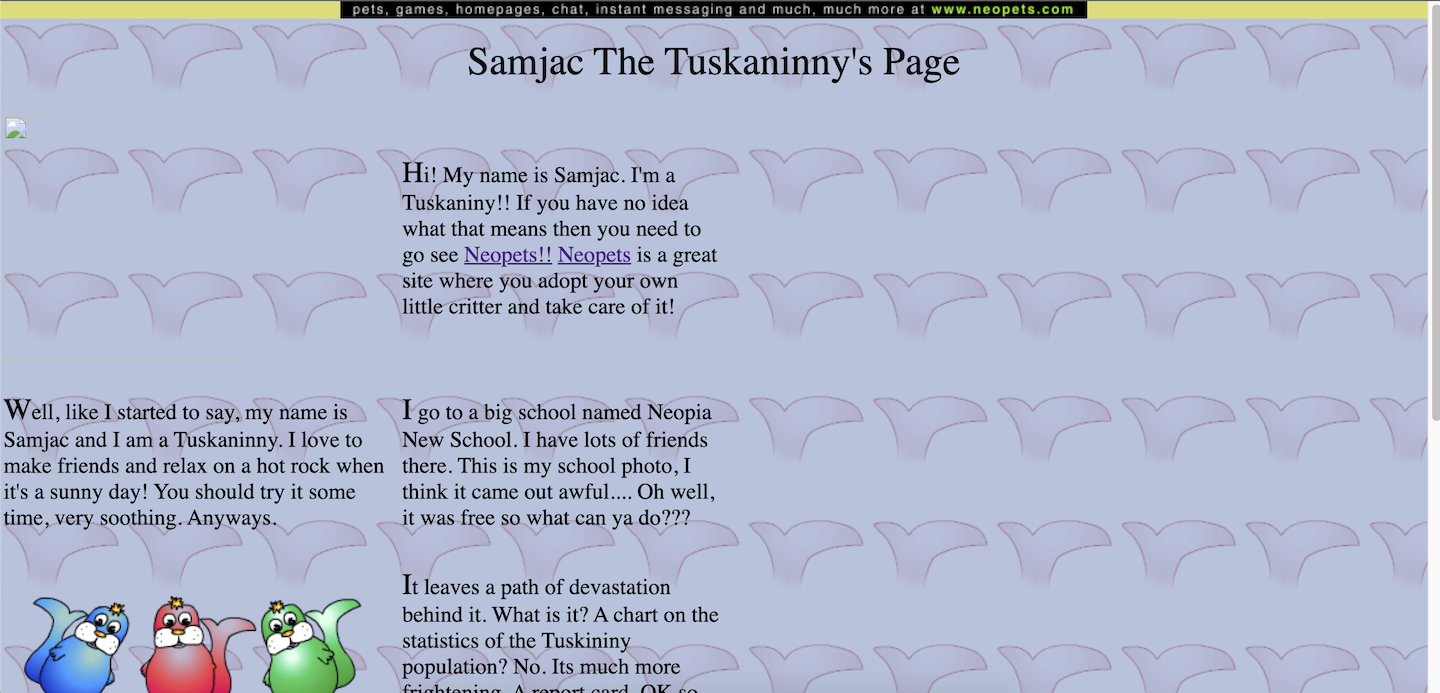 pets, games, homepages, chat, instant messaging and much, much more at www.neopets.com
Samjac The Tuskaninny's Page
Hi! My name is Samjac. I'm a
Tuskaniny!! If you have no idea
what that means then you need to
go see Neopets!! Neopets is a great
site where you adopt your own
little critter and take care of it!
Well, like I started to say, my name is
Samjac and I am a Tuskaninny. I love to
make friends and relax on a hot rock when
it's a sunny day! You should try it some
time, very soothing. Anyways.
I go to a big school named Neopia
New School. I have lots of friends
there. This is my school photo, I
think it came out awful.... Oh well,
it was free so what can ya do???
It leaves a path of devastation
behind it. What is it? A chart on the
statistics of the Tuskininy
population? No. Its much more
frightening. A report card. OK so